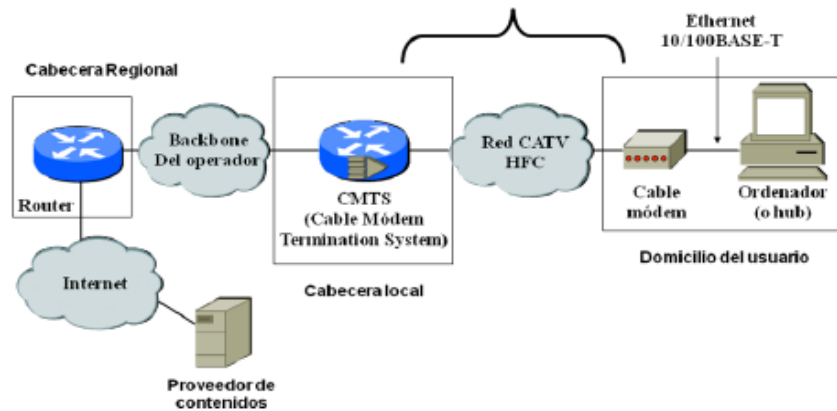 Ethernet
10/100BASE-T
Cabecera Regional
Router
Backbone
Del operador
CMTS
(Cable Módem
Termination System)
Red CATV
HFC
Cable
módem
Ordenador
(o hub)
Domicilio del usuario
Cabecera local
Internet
Proveedor de
contenidos